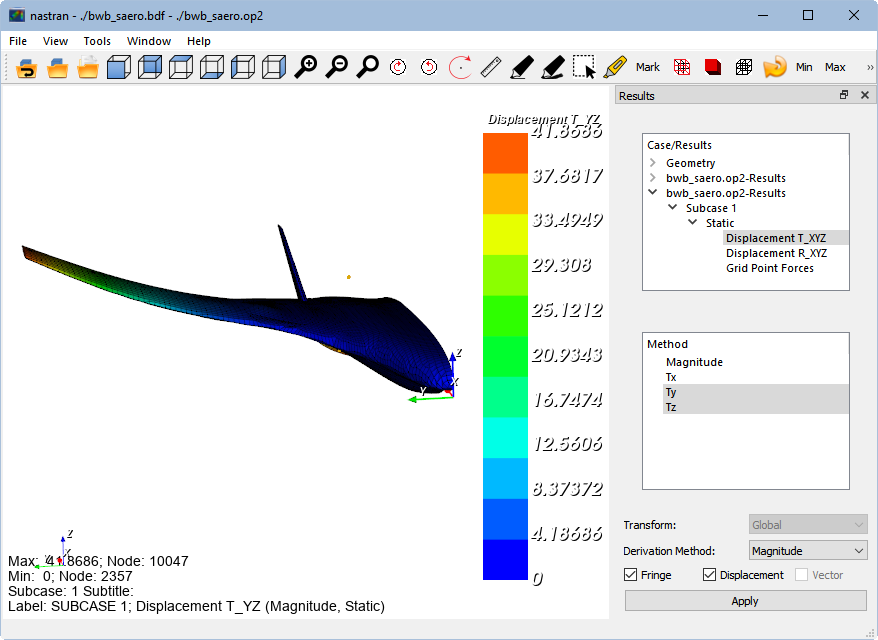 nastran - ./bwb_saero.bdf - ./bwb_saero.op2
File View Tools Window Help
Mark Min Max »
Results
Displacement T_YZ
41.8686
37.6817
33.4949
29.308
25.1212
20.9343
16.7474
12.5606
8.37372
4.18686
0
Z
X
Y
Case/Results
Geometry
bwb_saero.op2-Results
bwb_saero.op2-Results
Subcase 1
Static
Displacement T_XYZ
Displacement R_XYZ
Grid Point Forces
Method
Magnitude
Tx
Ty
Tz
Transform: Global
Derivation Method: Magnitude
Fringe Displacement Vector
Apply
Z
Max: 41.8686; Node: 10047
Min: 0; Node: 2357
Subcase: 1 Subtitle:
Label: SUBCASE 1; Displacement T_YZ (Magnitude, Static)